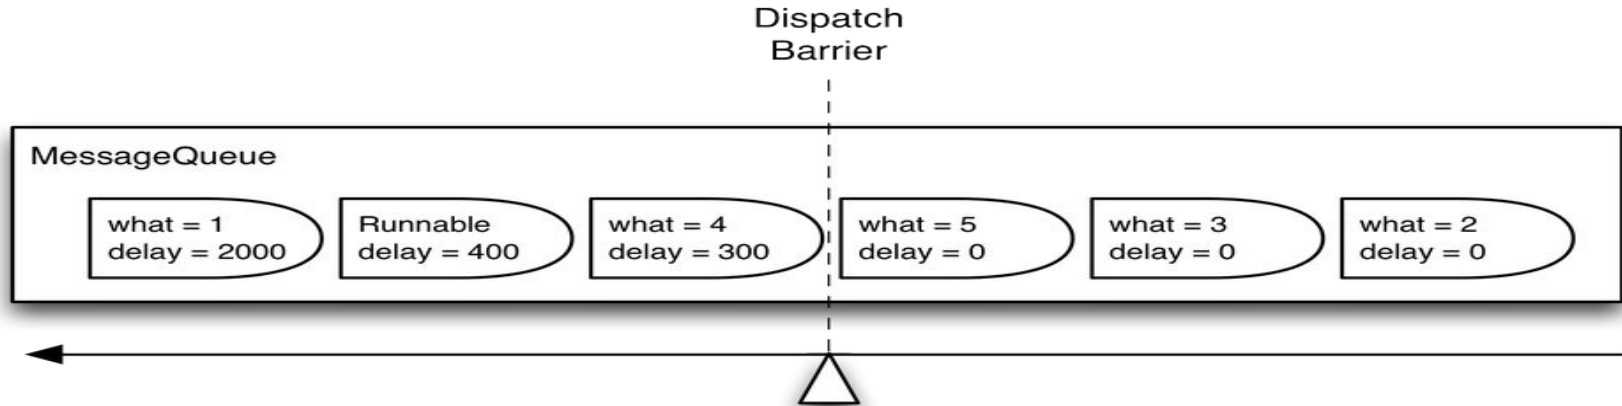 Dispatch
Barrier
MessageQueue
what = 1
delay = 2000
Runnable
delay = 400
what = 4
delay = 300
what = 5
delay = 0
what = 3
delay = 0
what = 2
delay = 0